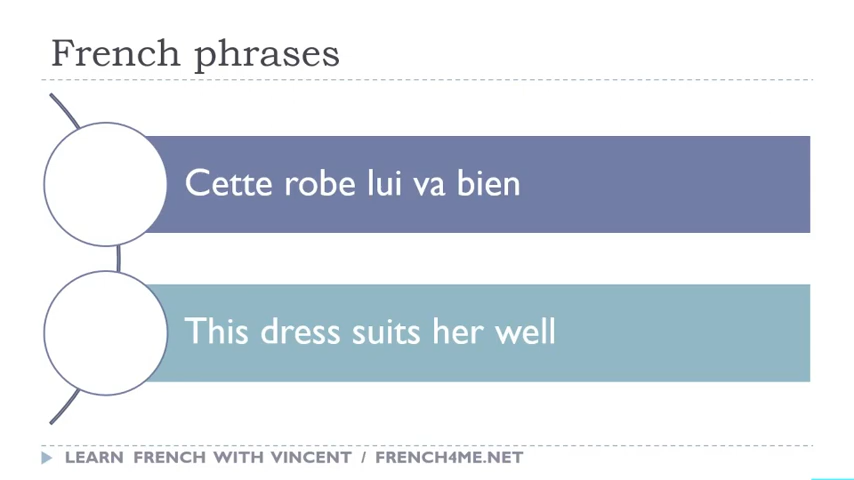 French phrases
Cette robe lui va bien
This dress suits her well
LEARN FRENCH WITH VINCENT / FRENCH4ME.NET